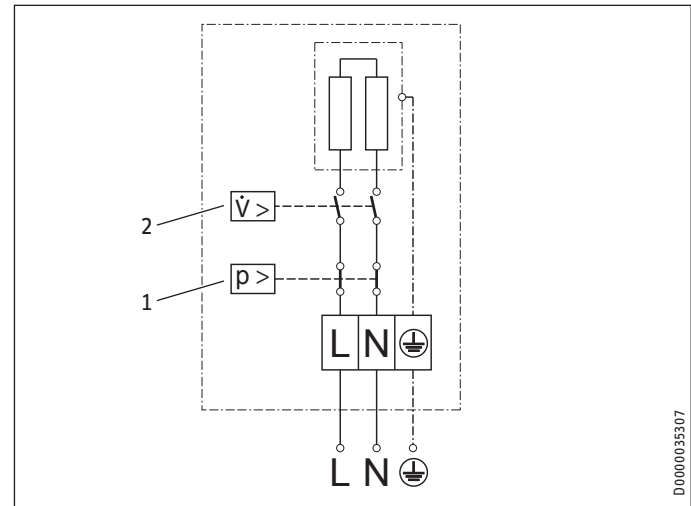 2
V̇ >
p >
1
L N ⏚
L N ⏚
D0000035307